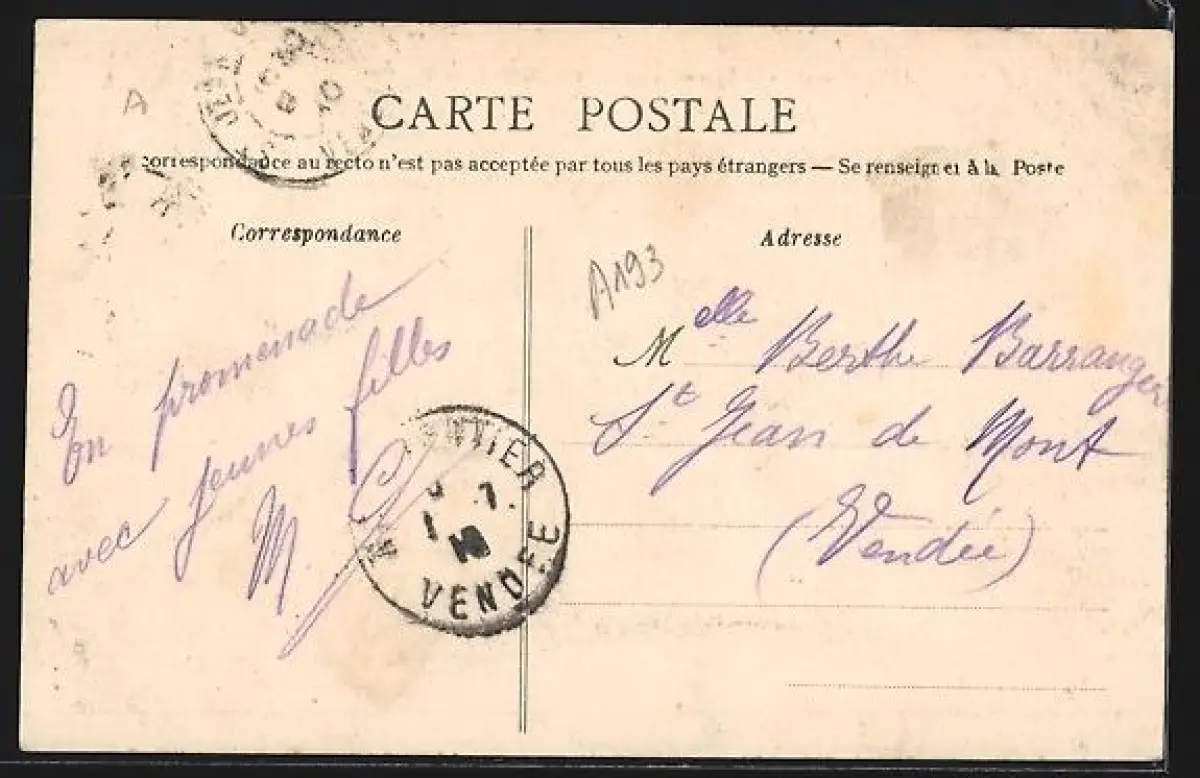 A
CARTE POSTALE
correspondance au recto n'est pas acceptée par tous les pays étrangers — Se renseigner à la Poste
Correspondance
Adresse
A193
En promenade
avec jeunes filles
M
Melle Berthe Barranger
St Jean de Mont
(Vendée)
VENDEE